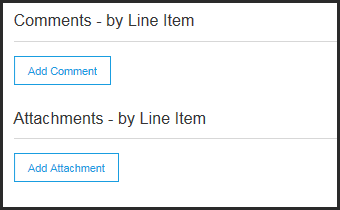 Comments - by Line Item
Add Comment
Attachments - by Line Item
Add Attachment